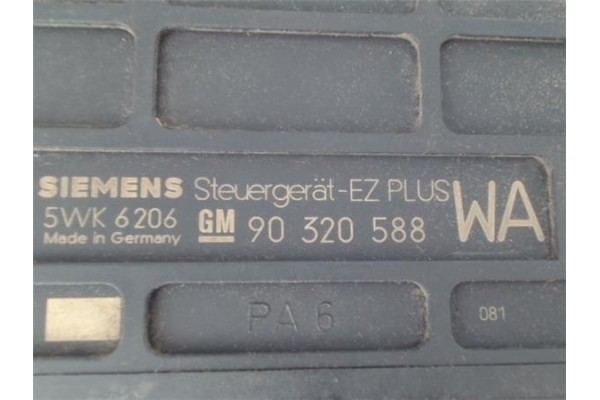 SIEMENS Steuergerät-EZ PLUS WA
5WK 6206 GM 90 320 588
Made in Germany
PA 6
081